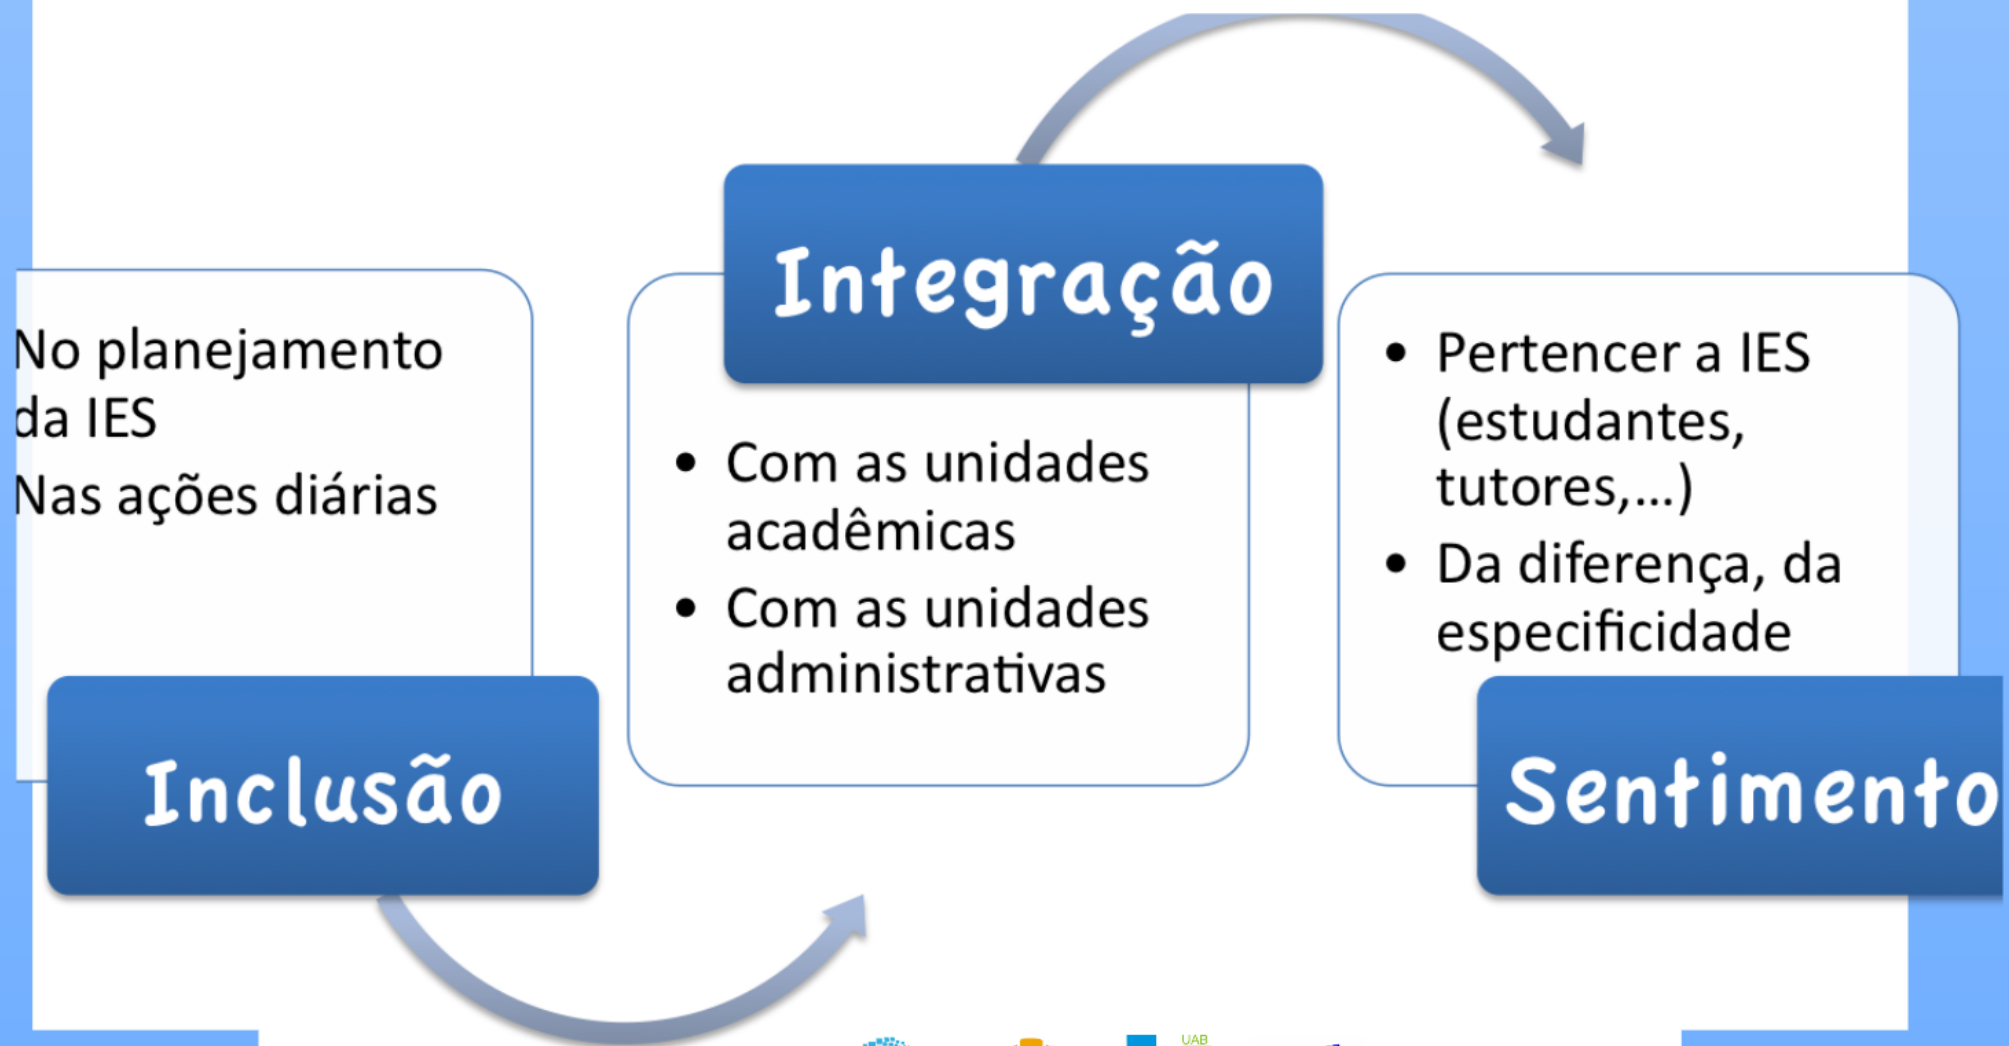 No planejamento
da IES
Nas ações diárias
Inclusão
Integração
• Com as unidades
acadêmicas
• Com as unidades
administrativas
• Pertencer a IES
(estudantes,
tutores,...)
• Da diferença, da
especificidade
Sentimento
UAB